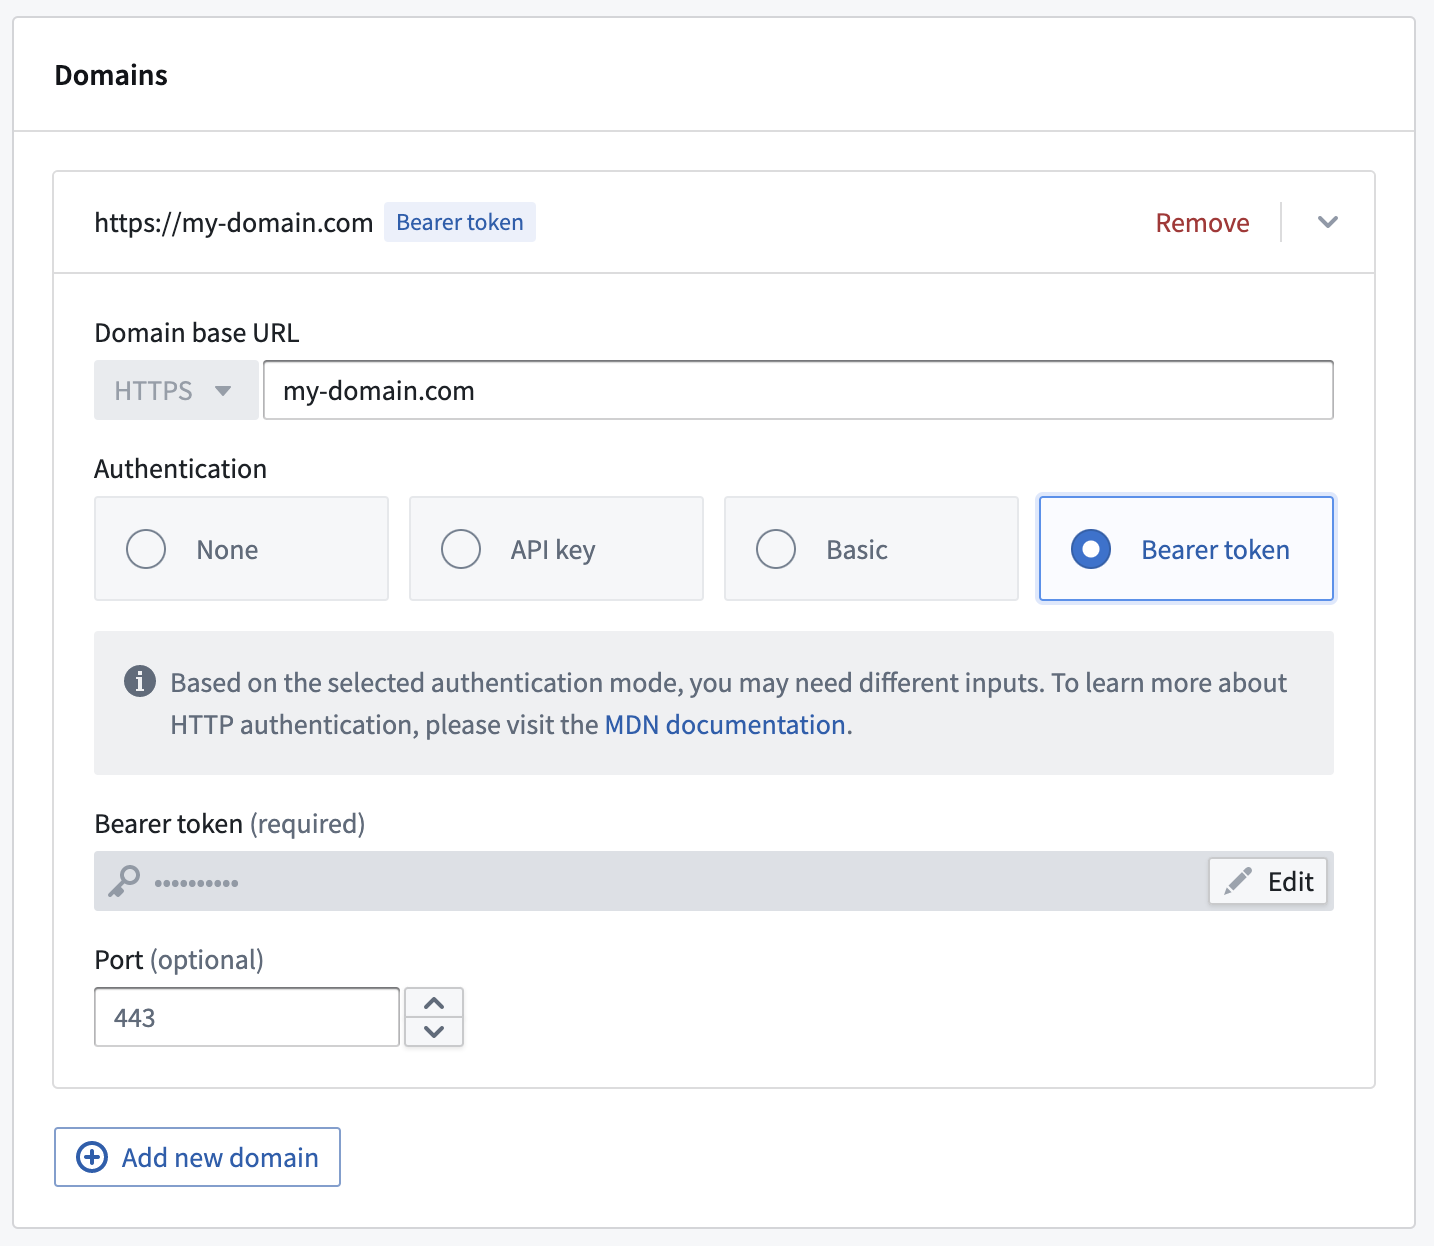 Domains
https://my-domain.com Bearer token Remove
Domain base URL
HTTPS my-domain.com
Authentication
None API key Basic Bearer token
Based on the selected authentication mode, you may need different inputs. To learn more about
HTTP authentication, please visit the MDN documentation.
Bearer token (required)
•••••••••• Edit
Port (optional)
443
Add new domain